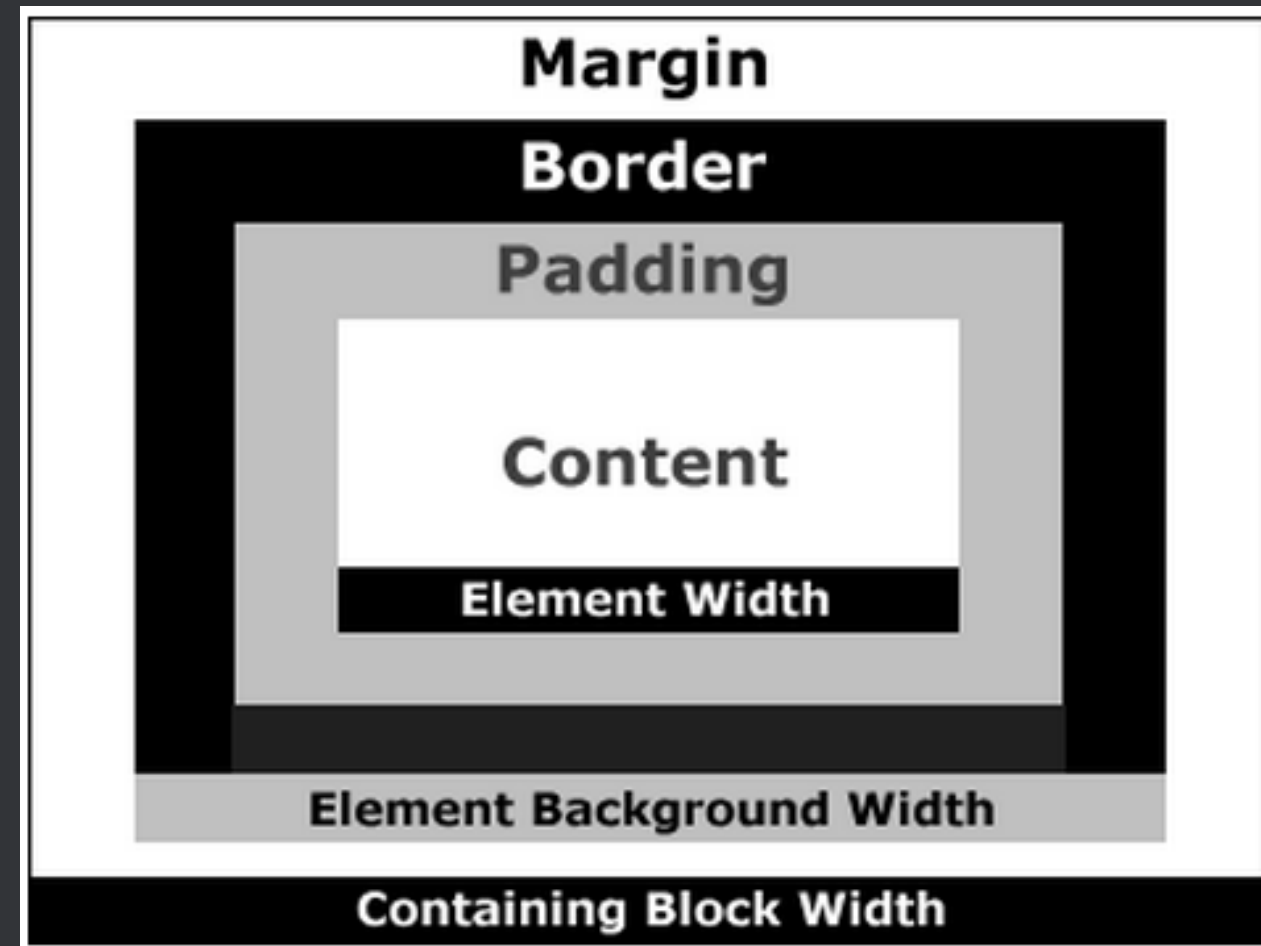 Margin
Border
Padding
Content
Element Width
Element Background Width
Containing Block Width